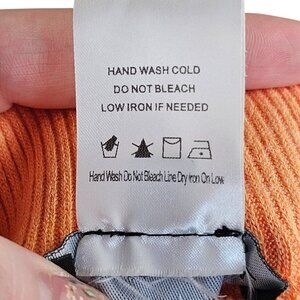 HAND WASH COLD
DO NOT BLEACH
LOW IRON IF NEEDED
Hand Wash Do Not Bleach Line Dry Iron On Low